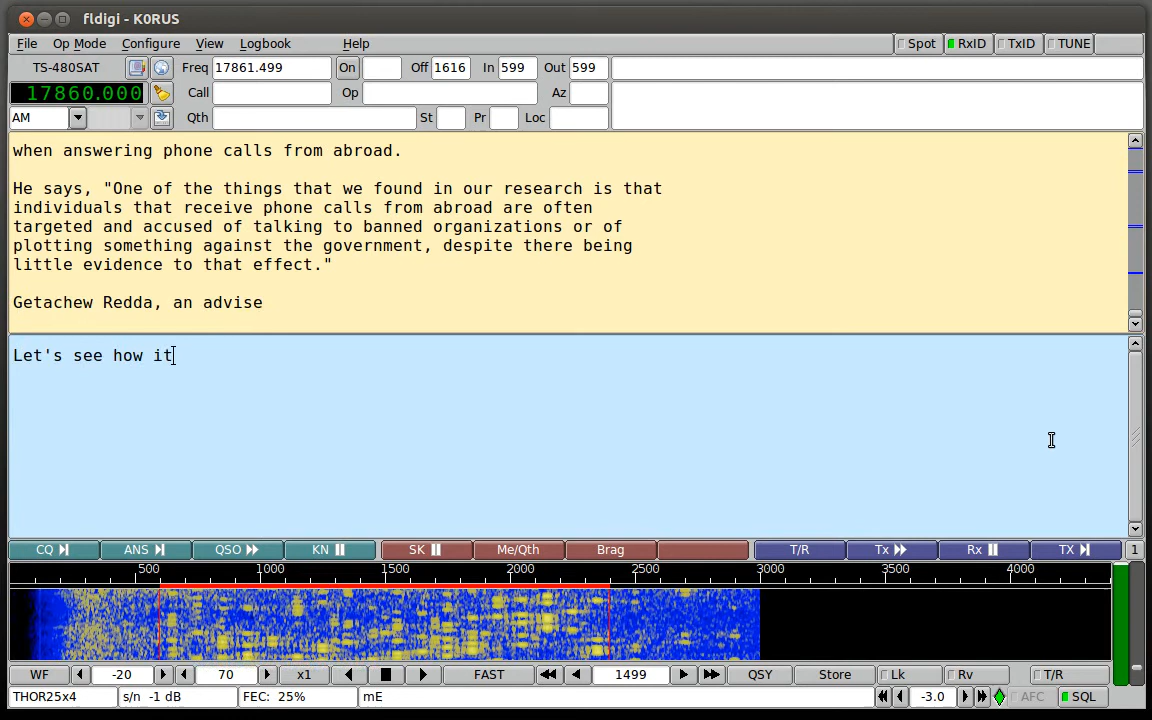 fldigi - K0RUS
File Op Mode Configure View Logbook Help Spot RxID TxID TUNE
TS-480SAT Freq 17861.499 On Off 1616 In 599 Out 599
17860.000 Call Op Az
AM Qth St Pr Loc
when answering phone calls from abroad.
He says, "One of the things that we found in our research is that
individuals that receive phone calls from abroad are often
targeted and accused of talking to banned organizations or of
plotting something against the government, despite there being
little evidence to that effect."
Getachew Redda, an advise
Let's see how it
CQ ANS QSO KN SK Me/Qth Brag T/R Tx Rx TX 1
500 1000 1500 2000 2500 3000 3500 4000
WF -20 70 x1 FAST 1499 QSY Store Lk Rv T/R
THOR25x4 s/n -1 dB FEC: 25% mE -3.0 AFC SQL